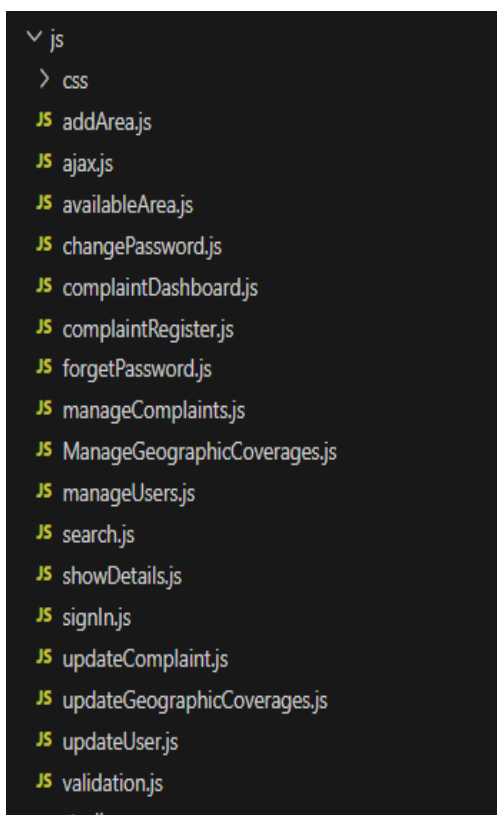 js
css
JS addArea.js
JS ajax.js
JS availableArea.js
JS changePassword.js
JS complaintDashboard.js
JS complaintRegister.js
JS forgetPassword.js
JS manageComplaints.js
JS ManageGeographicCoverages.js
JS manageUsers.js
JS search.js
JS showDetails.js
JS signIn.js
JS updateComplaint.js
JS updateGeographicCoverages.js
JS updateUser.js
JS validation.js